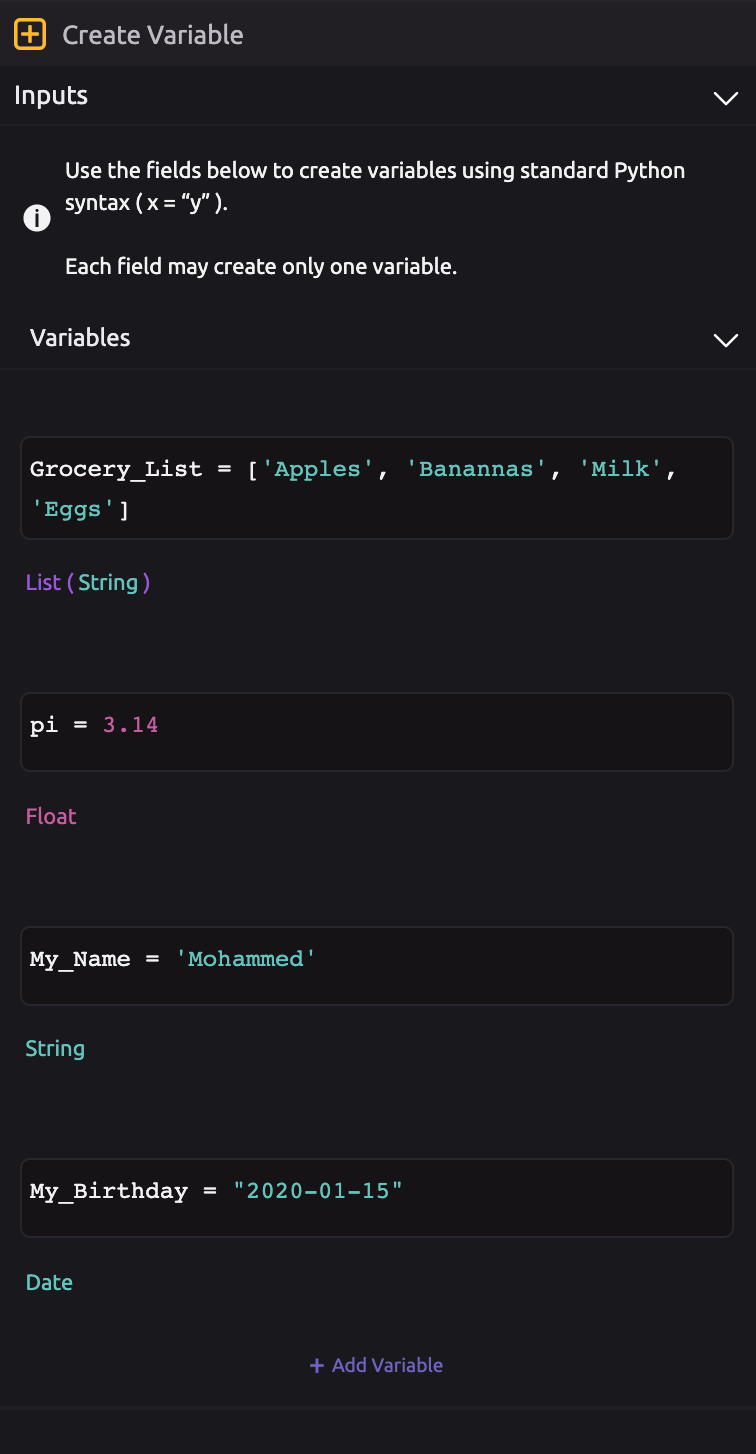 Create Variable
Inputs
Use the fields below to create variables using standard Python
syntax ( x = “y” ).
Each field may create only one variable.
Variables
Grocery_List = ['Apples', 'Banannas', 'Milk',
'Eggs']
List ( String )
pi = 3.14
Float
My_Name = 'Mohammed'
String
My_Birthday = "2020-01-15"
Date
+ Add Variable